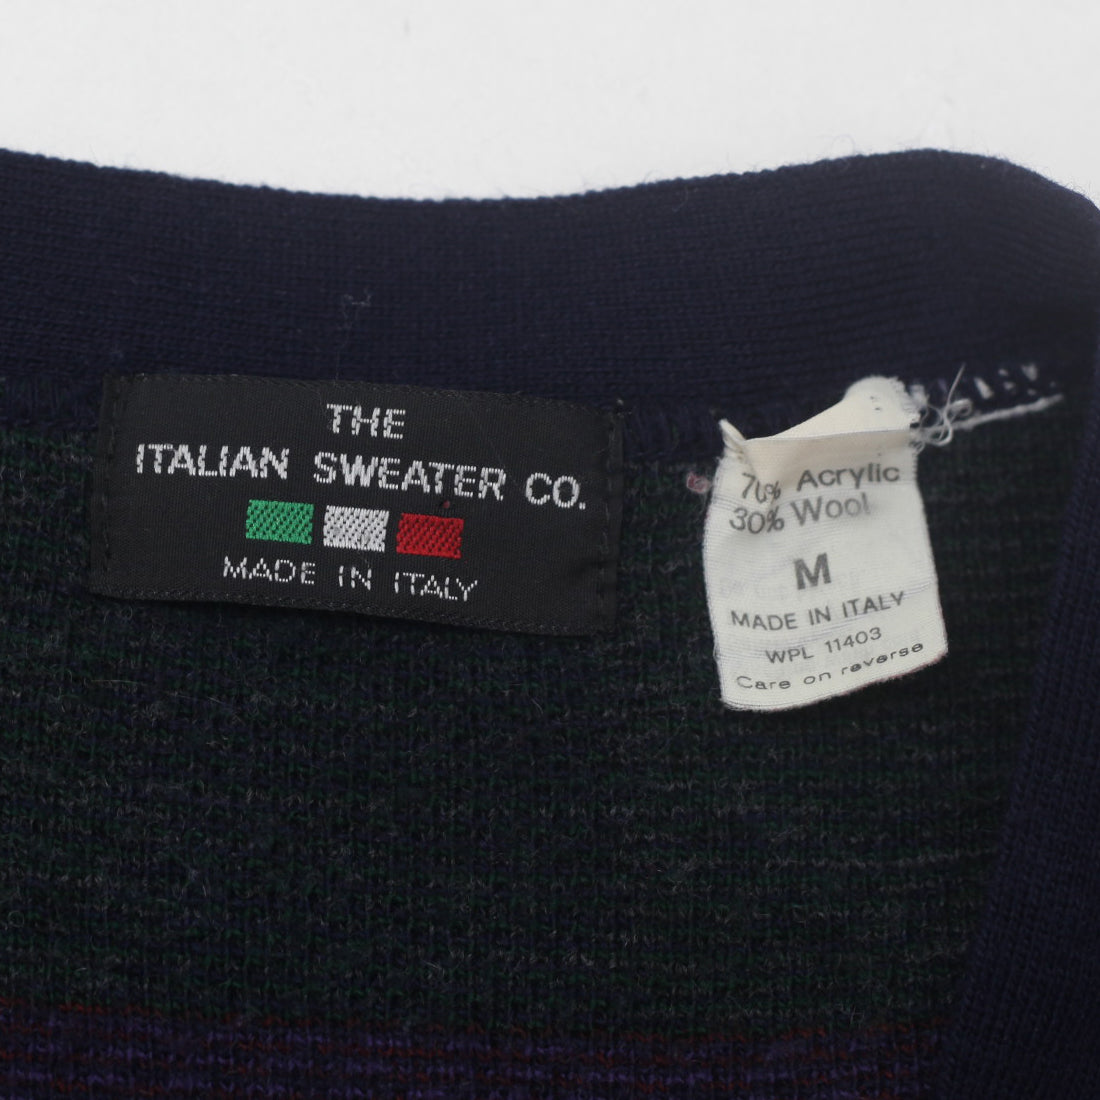 THE
ITALIAN SWEATER CO.
MADE IN ITALY
70% Acrylic
30% Wool
M
MADE IN ITALY
WPL 11403
Care on reverse